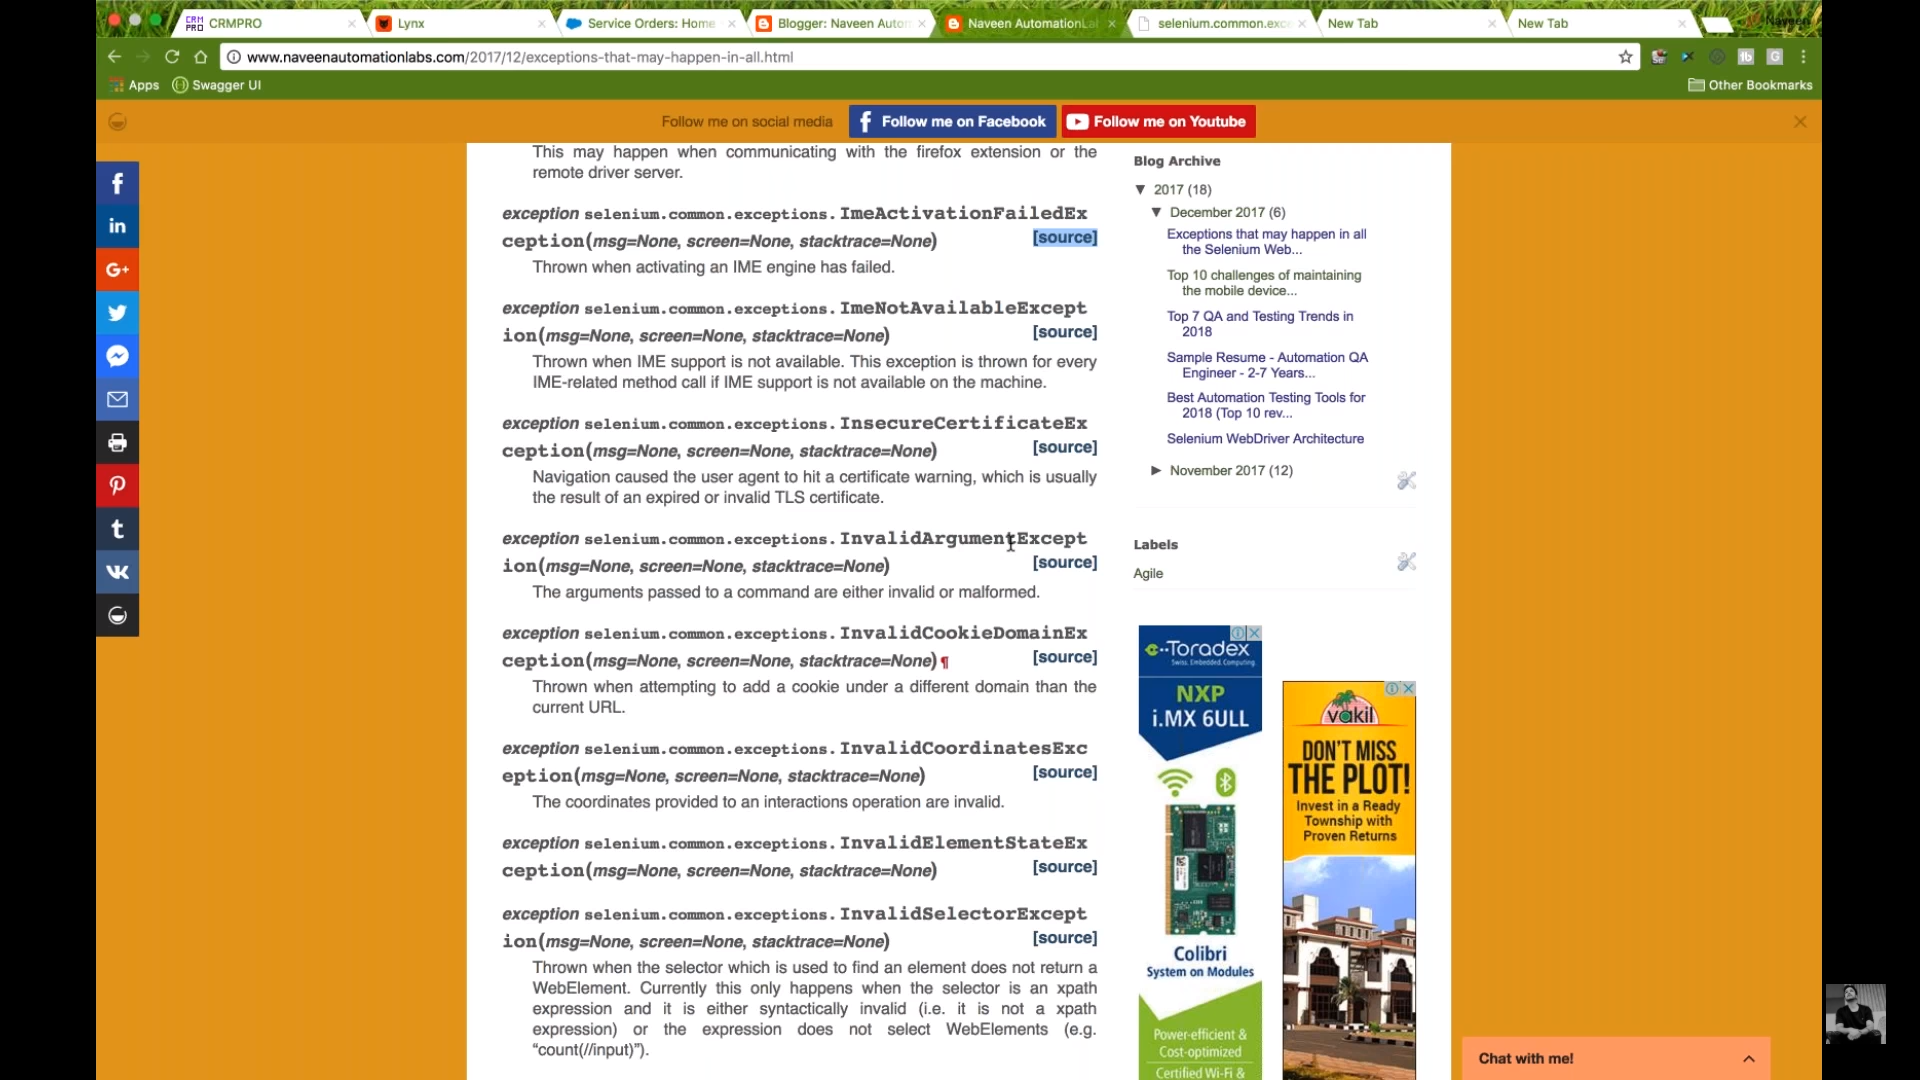 CRM PRO CRMPRO
Lynx
Service Orders: Home
Blogger: Naveen Autom
Naveen AutomationLa
selenium.common.exc
New Tab
New Tab
Naveen
www.naveenautomationlabs.com/2017/12/exceptions-that-may-happen-in-all.html
Apps
Swagger UI
Other Bookmarks
Follow me on social media
Follow me on Facebook
Follow me on Youtube
This may happen when communicating with the firefox extension or the
remote driver server.
exception selenium.common.exceptions.ImeActivationFailedEx
ception(msg=None, screen=None, stacktrace=None) [source]
Thrown when activating an IME engine has failed.
exception selenium.common.exceptions.ImeNotAvailableExcept
ion(msg=None, screen=None, stacktrace=None) [source]
Thrown when IME support is not available. This exception is thrown for every
IME-related method call if IME support is not available on the machine.
exception selenium.common.exceptions.InsecureCertificateEx
ception(msg=None, screen=None, stacktrace=None) [source]
Navigation caused the user agent to hit a certificate warning, which is usually
the result of an expired or invalid TLS certificate.
exception selenium.common.exceptions.InvalidArgumentExcept
ion(msg=None, screen=None, stacktrace=None) [source]
The arguments passed to a command are either invalid or malformed.
exception selenium.common.exceptions.InvalidCookieDomainEx
ception(msg=None, screen=None, stacktrace=None)¶ [source]
Thrown when attempting to add a cookie under a different domain than the
current URL.
exception selenium.common.exceptions.InvalidCoordinatesExc
eption(msg=None, screen=None, stacktrace=None) [source]
The coordinates provided to an interactions operation are invalid.
exception selenium.common.exceptions.InvalidElementStateEx
ception(msg=None, screen=None, stacktrace=None) [source]
exception selenium.common.exceptions.InvalidSelectorExcept
ion(msg=None, screen=None, stacktrace=None) [source]
Thrown when the selector which is used to find an element does not return a
WebElement. Currently this only happens when the selector is an xpath
expression and it is either syntactically invalid (i.e. it is not a xpath
expression) or the expression does not select WebElements (e.g.
“count(//input)”).
Blog Archive
▼ 2017 (18)
▼ December 2017 (6)
Exceptions that may happen in all
the Selenium Web...
Top 10 challenges of maintaining
the mobile device...
Top 7 QA and Testing Trends in
2018
Sample Resume - Automation QA
Engineer - 2-7 Years...
Best Automation Testing Tools for
2018 (Top 10 rev...
Selenium WebDriver Architecture
► November 2017 (12)
Labels
Agile
Toradex
Swiss. Embedded. Computing.
NXP
i.MX 6ULL
Colibri
System on Modules
Power-efficient &
Cost-optimized
Certified Wi-Fi &
vakil
DON'T MISS
THE PLOT!
Invest in a Ready
Township with
Proven Returns
Chat with me!